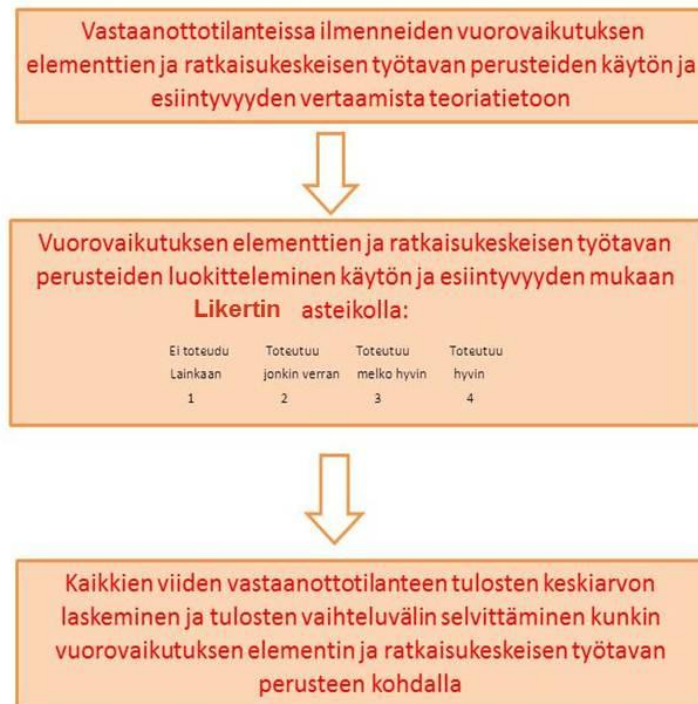 Vastaanottotilanteissa ilmenneiden vuorovaikutuksen
elementtien ja ratkaisukeskeisen työtavan perusteiden käytön ja
esiintyvyyden vertaamista teoriatietoon
Vuorovaikutuksen elementtien ja ratkaisukeskeisen työtavan
perusteiden luokitteleminen käytön ja esiintyvyyden mukaan
Likertin asteikolla:
Ei toteudu Toteutuu Toteutuu Toteutuu
Lainkaan jonkin verran melko hyvin hyvin
1 2 3 4
Kaikkien viiden vastaanottotilanteen tulosten keskiarvon
laskeminen ja tulosten vaihteluvälin selvittäminen kunkin
vuorovaikutuksen elementin ja ratkaisukeskeisen työtavan
perusteen kohdalla